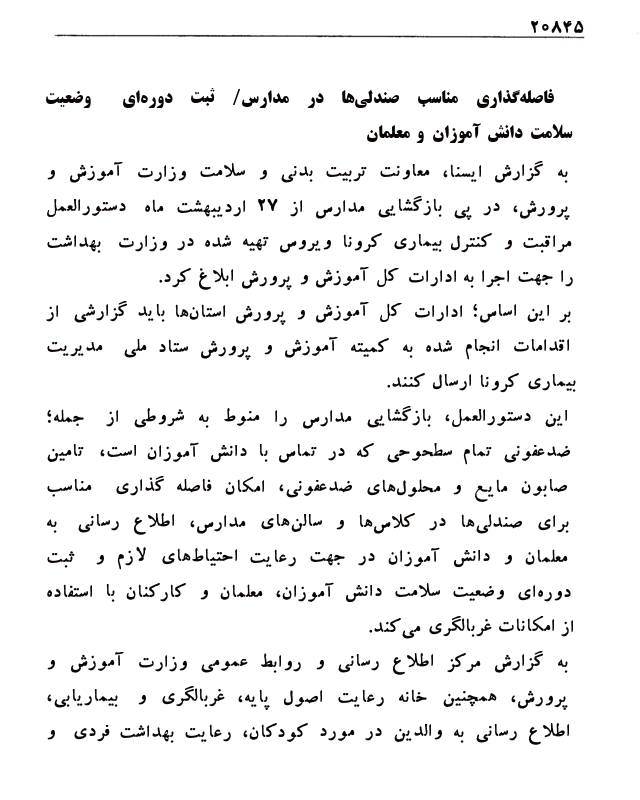 ۲۰۸۴۵
فاصله‌گذاری مناسب صندلی‌ها در مدارس/ ثبت دوره‌ای وضعیت
سلامت دانش آموزان و معلمان
به گزارش ایسنا، معاونت تربیت بدنی و سلامت وزارت آموزش و
پرورش، در پی بازگشایی مدارس از ۲۷ اردیبهشت ماه دستورالعمل
مراقبت و کنترل بیماری کرونا ویروس تهیه شده در وزارت بهداشت
را جهت اجرا به ادارات کل آموزش و پرورش ابلاغ کرد.
بر این اساس؛ ادارات کل آموزش و پرورش استان‌ها باید گزارشی از
اقدامات انجام شده به کمیته آموزش و پرورش ستاد ملی مدیریت
بیماری کرونا ارسال کنند.
این دستورالعمل، بازگشایی مدارس را منوط به شروطی از جمله؛
ضدعفونی تمام سطحوحی که در تماس با دانش آموزان است، تامین
صابون مایع و محلول‌های ضدعفونی، امکان فاصله گذاری مناسب
برای صندلی‌ها در کلاس‌ها و سالن‌های مدارس، اطلاع رسانی به
معلمان و دانش آموزان در جهت رعایت احتیاط‌های لازم و ثبت
دوره‌ای وضعیت سلامت دانش آموزان، معلمان و کارکنان با استفاده
از امکانات غربالگری می‌کند.
به گزارش مرکز اطلاع رسانی و روابط عمومی وزارت آموزش و
پرورش، همچنین خانه رعایت اصول پایه، غربالگری و بیماریابی،
اطلاع رسانی به والدین در مورد کودکان، رعایت بهداشت فردی و